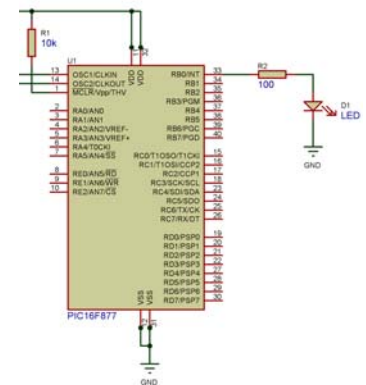 R1
10k
U1
13 OSC1/CLKIN
14 OSC2/CLKOUT
1 MCLR/Vpp/THV
2 RA0/AN0
3 RA1/AN1
4 RA2/AN2/VREF-
5 RA3/AN3/VREF+
6 RA4/T0CKI
7 RA5/AN4/SS
8 RE0/AN5/RD
9 RE1/AN6/WR
10 RE2/AN7/CS
11 VDD
32 VDD
RB0/INT 33
RB1 34
RB2 35
RB3/PGM 36
RB4 37
RB5 38
RB6/PGC 39
RB7/PGD 40
RC0/T1OSO/T1CKI 15
RC1/T1OSI/CCP2 16
RC2/CCP1 17
RC3/SCK/SCL 18
RC4/SDI/SDA 23
RC5/SDO 24
RC6/TX/CK 25
RC7/RX/DT 26
RD0/PSP0 19
RD1/PSP1 20
RD2/PSP2 21
RD3/PSP3 22
RD4/PSP4 27
RD5/PSP5 28
RD6/PSP6 29
RD7/PSP7 30
VSS 12
VSS 31
PIC16F877
GND
R2
100
D1
LED
GND